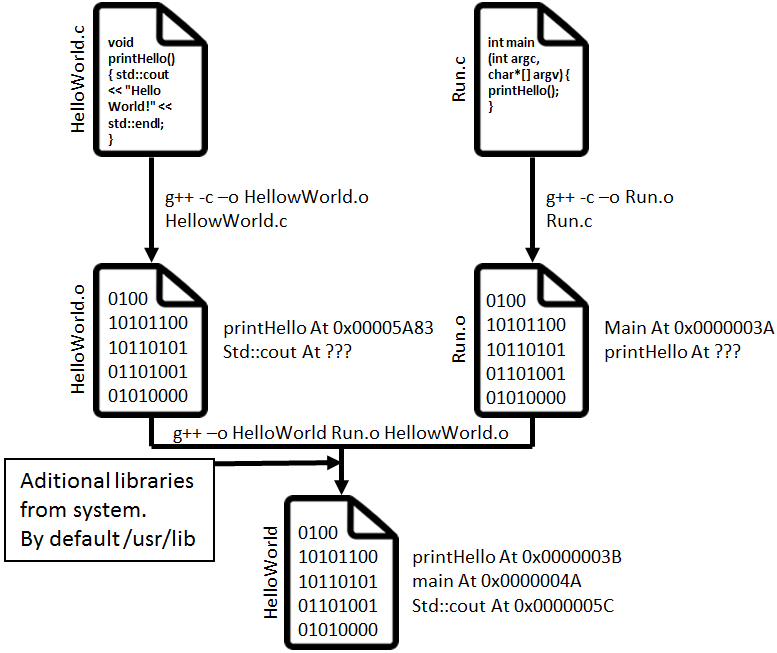 HelloWorld.c
void
printHello()
{ std::cout
<< "Hello
World!" <<
std::endl;
}
Run.c
int main
(int argc,
char*[] argv) {
printHello();
}
g++ -c –o HellowWorld.o
HellowWorld.c
g++ -c –o Run.o
Run.c
HelloWorld.o
0100
10101100
10110101
01101001
01010000
printHello At 0x00005A83
Std::cout At ???
Run.o
0100
10101100
10110101
01101001
01010000
Main At 0x0000003A
printHello At ???
g++ –o HelloWorld Run.o HellowWorld.o
Aditional libraries
from system.
By default /usr/lib
HelloWorld
0100
10101100
10110101
01101001
01010000
printHello At 0x0000003B
main At 0x0000004A
Std::cout At 0x0000005C